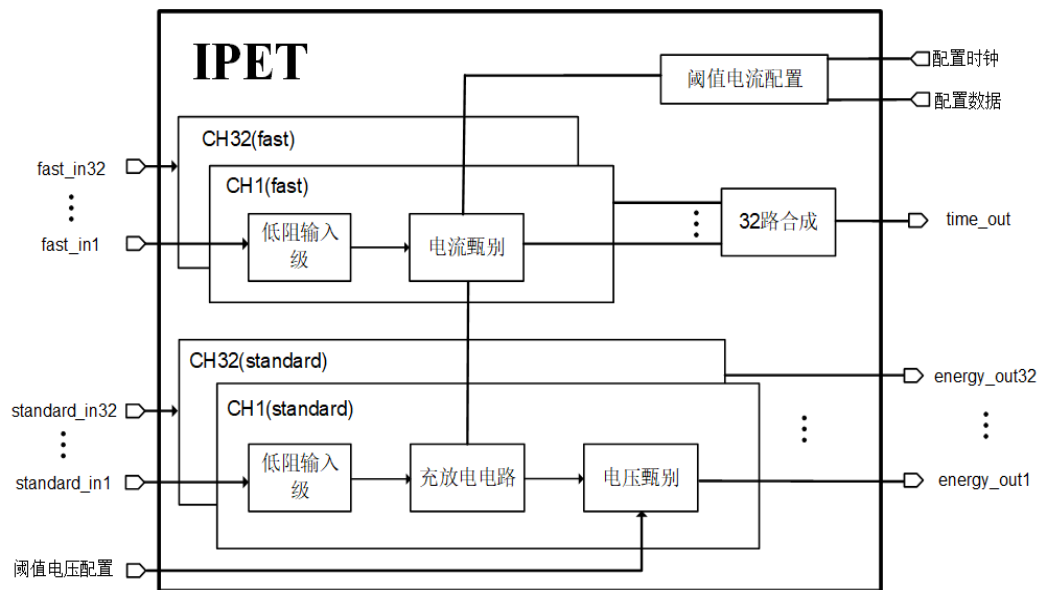 IPET
阈值电流配置
配置时钟
配置数据
CH32(fast)
fast_in32
CH1(fast)
fast_in1
低阻输入
级
电流甄别
32路合成
time_out
CH32(standard)
energy_out32
standard_in32
CH1(standard)
standard_in1
低阻输入
级
充放电电路
电压甄别
energy_out1
阈值电压配置